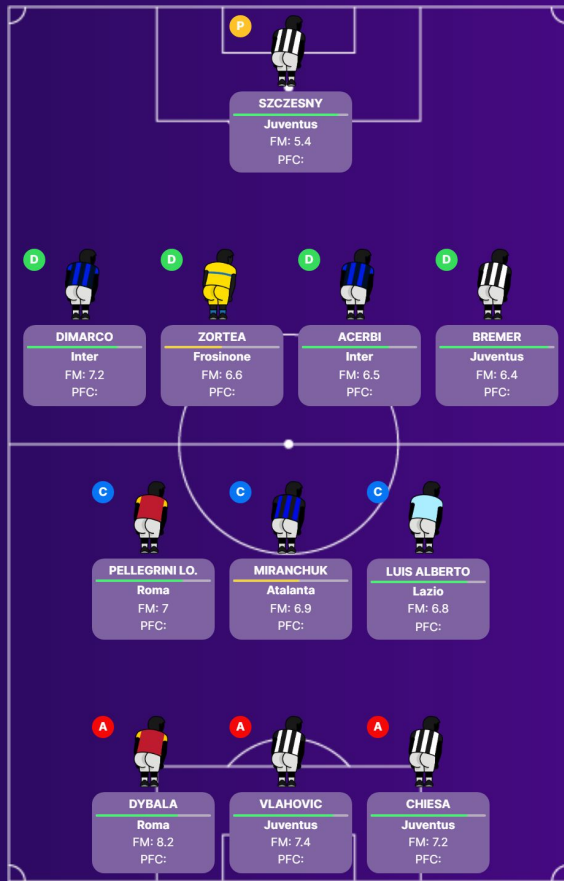 P
SZCZESNY
Juventus
FM: 5.4
PFC:
D
DIMARCO
Inter
FM: 7.2
PFC:
D
ZORTEA
Frosinone
FM: 6.6
PFC:
D
ACERBI
Inter
FM: 6.5
PFC:
D
BREMER
Juventus
FM: 6.4
PFC:
C
PELLEGRINI LO.
Roma
FM: 7
PFC:
C
MIRANCHUK
Atalanta
FM: 6.9
PFC:
C
LUIS ALBERTO
Lazio
FM: 6.8
PFC:
A
DYBALA
Roma
FM: 8.2
PFC:
A
VLAHOVIC
Juventus
FM: 7.4
PFC:
A
CHIESA
Juventus
FM: 7.2
PFC: